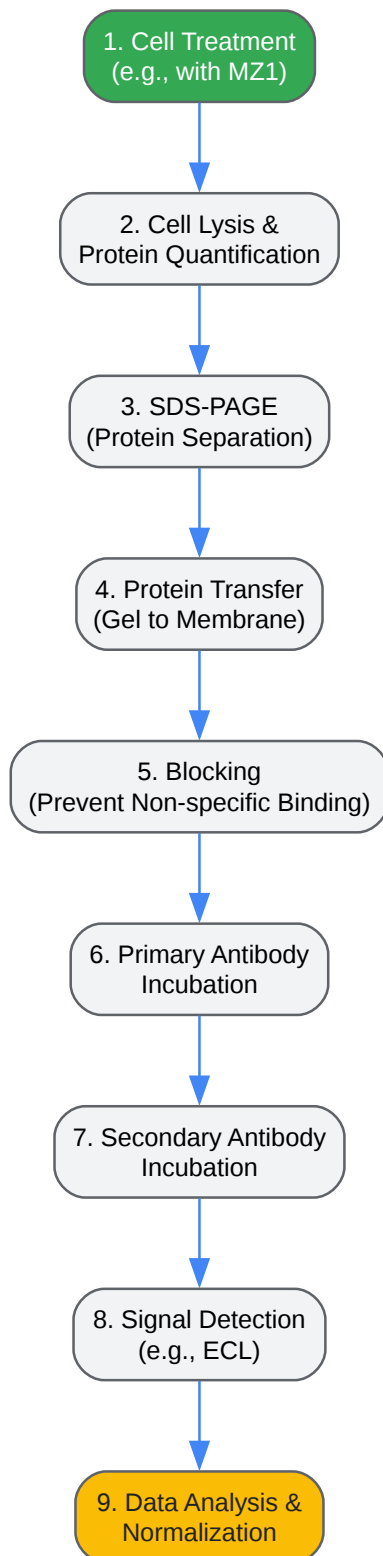 1. Cell Treatment
(e.g., with MZ1)
2. Cell Lysis &
Protein Quantification
3. SDS-PAGE
(Protein Separation)
4. Protein Transfer
(Gel to Membrane)
5. Blocking
(Prevent Non-specific Binding)
6. Primary Antibody
Incubation
7. Secondary Antibody
Incubation
8. Signal Detection
(e.g., ECL)
9. Data Analysis &
Normalization